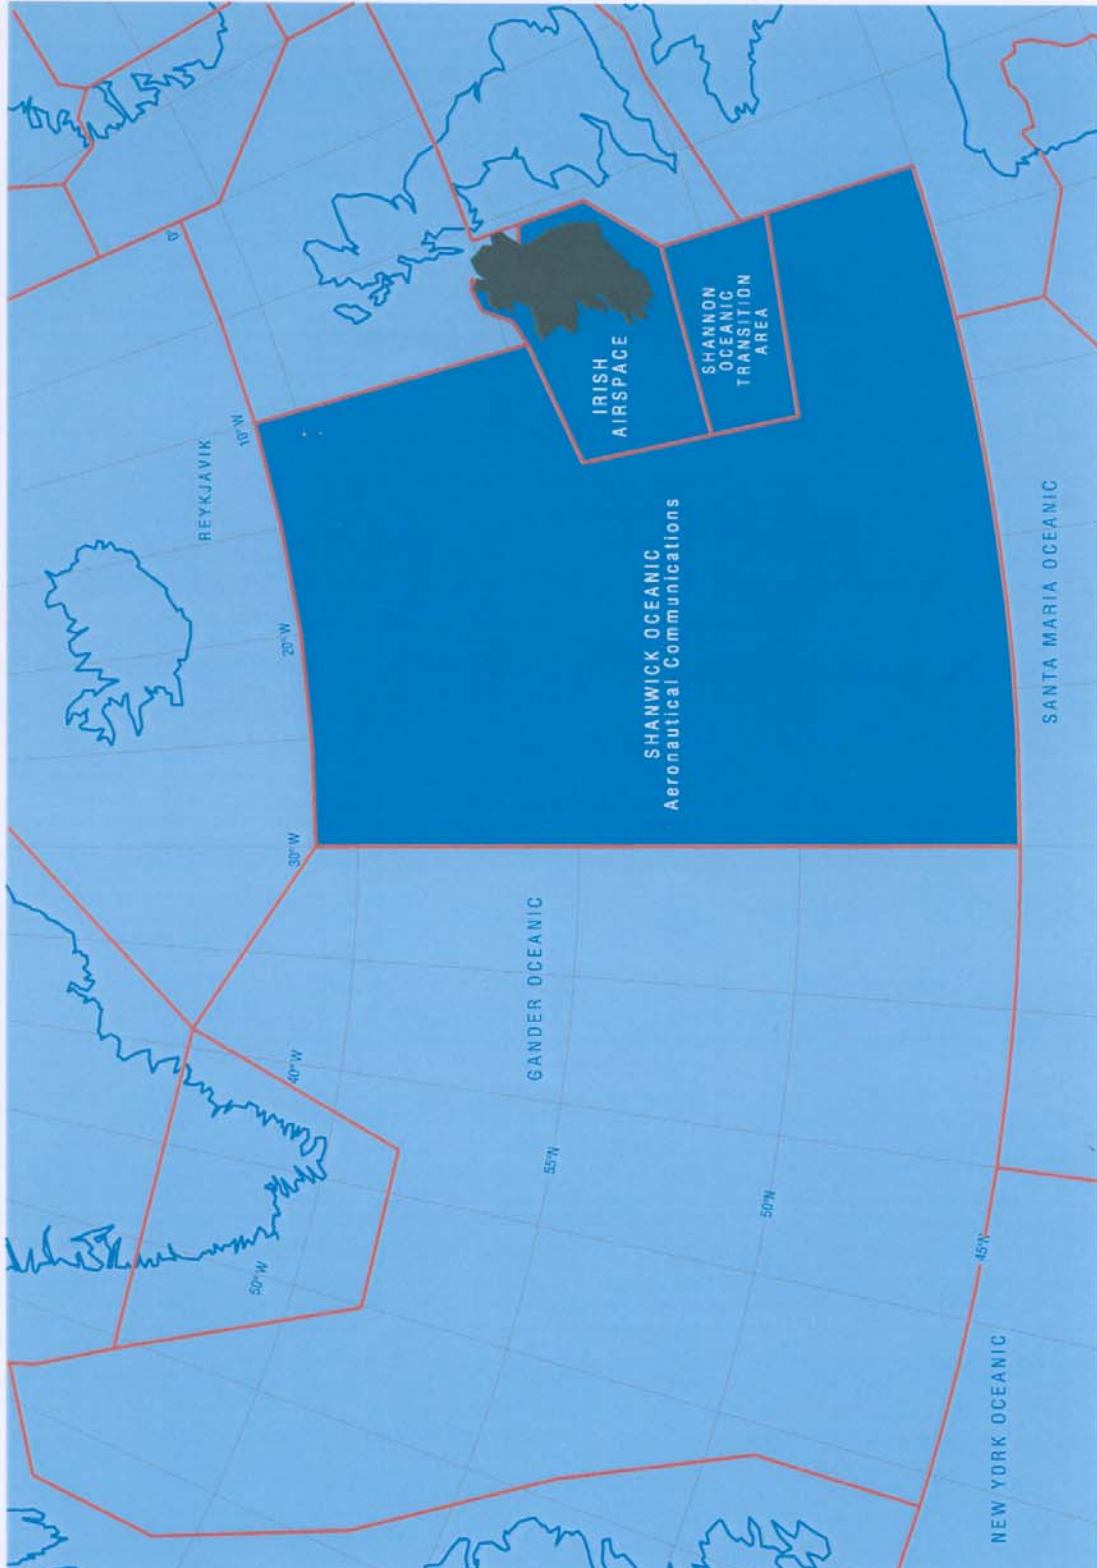 REYKJAVIK
0°
10°W
20°W
30°W
40°W
50°W
IRISH
AIRSPACE
SHANNON
OCEANIC
TRANSITION
AREA
SHANWICK OCEANIC
Aeronautical Communications
GANDER OCEANIC
55°N
50°N
45°N
SANTA MARIA OCEANIC
NEW YORK OCEANIC